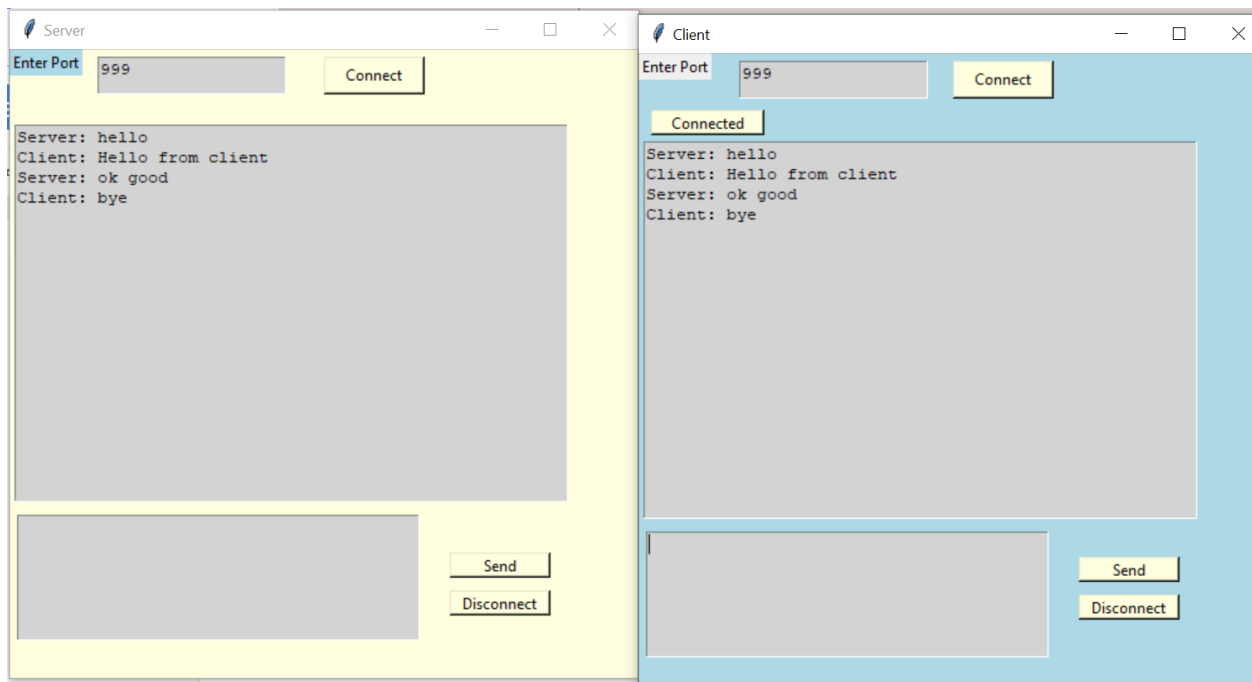 Server
Enter Port
999
Connect
Server: hello
Client: Hello from client
Server: ok good
Client: bye
Send
Disconnect
Client
Enter Port
999
Connect
Connected
Server: hello
Client: Hello from client
Server: ok good
Client: bye
Send
Disconnect